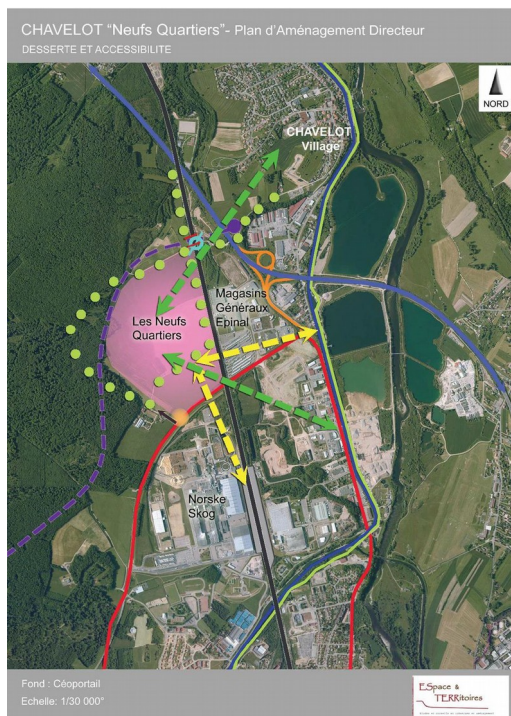 CHAVELOT "Neufs Quartiers"- Plan d'Aménagement Directeur
DESSERTE ET ACCESSIBILITE
NORD
CHAVELOT
Village
Magasins
Généraux
Epinal
Les Neufs
Quartiers
Norske
Skog
Fond : Céoportail
Echelle: 1/30 000°
ESpace &
TERRitoires